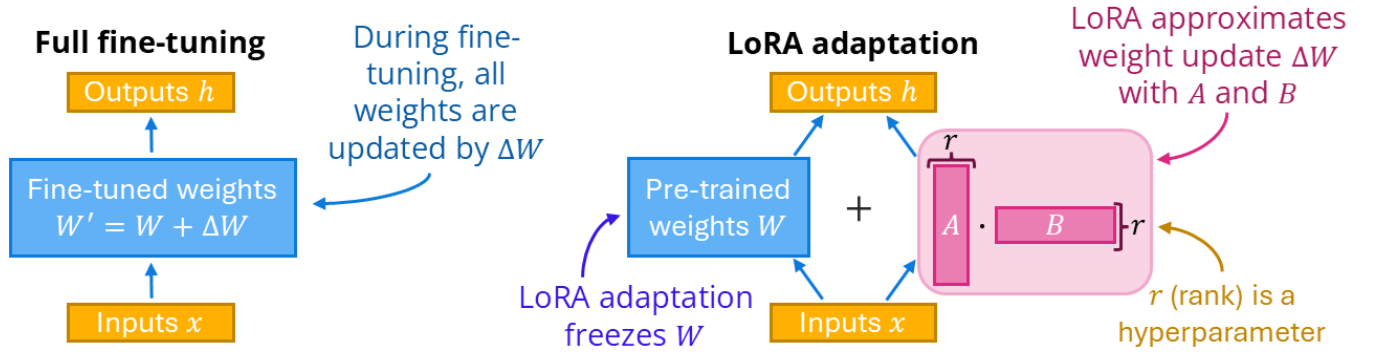 Full fine-tuning
Outputs h
Fine-tuned weights
W′ = W + ΔW
Inputs x
During fine-
tuning, all
weights are
updated by ΔW
LoRA adaptation
Outputs h
Pre-trained
weights W
+
r
A · B
r
Inputs x
LoRA adaptation
freezes W
LoRA approximates
weight update ΔW
with A and B
r (rank) is a
hyperparameter